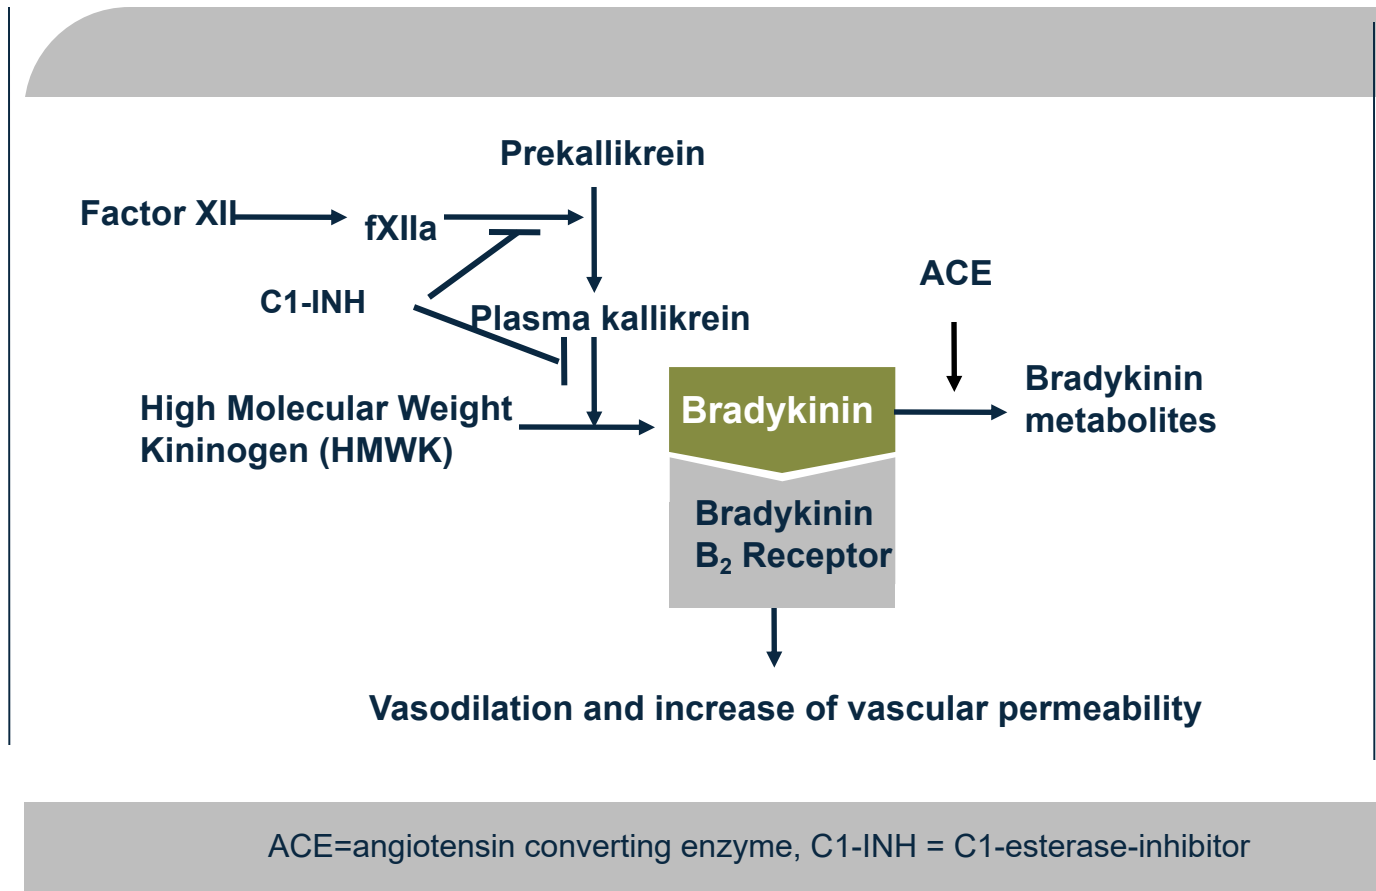 Prekallikrein
Factor XII
fXIIa
ACE
C1-INH
Plasma kallikrein
Bradykinin
metabolites
High Molecular Weight
Kininogen (HMWK)
Bradykinin
Bradykinin
B₂ Receptor
Vasodilation and increase of vascular permeability
ACE=angiotensin converting enzyme, C1-INH = C1-esterase-inhibitor